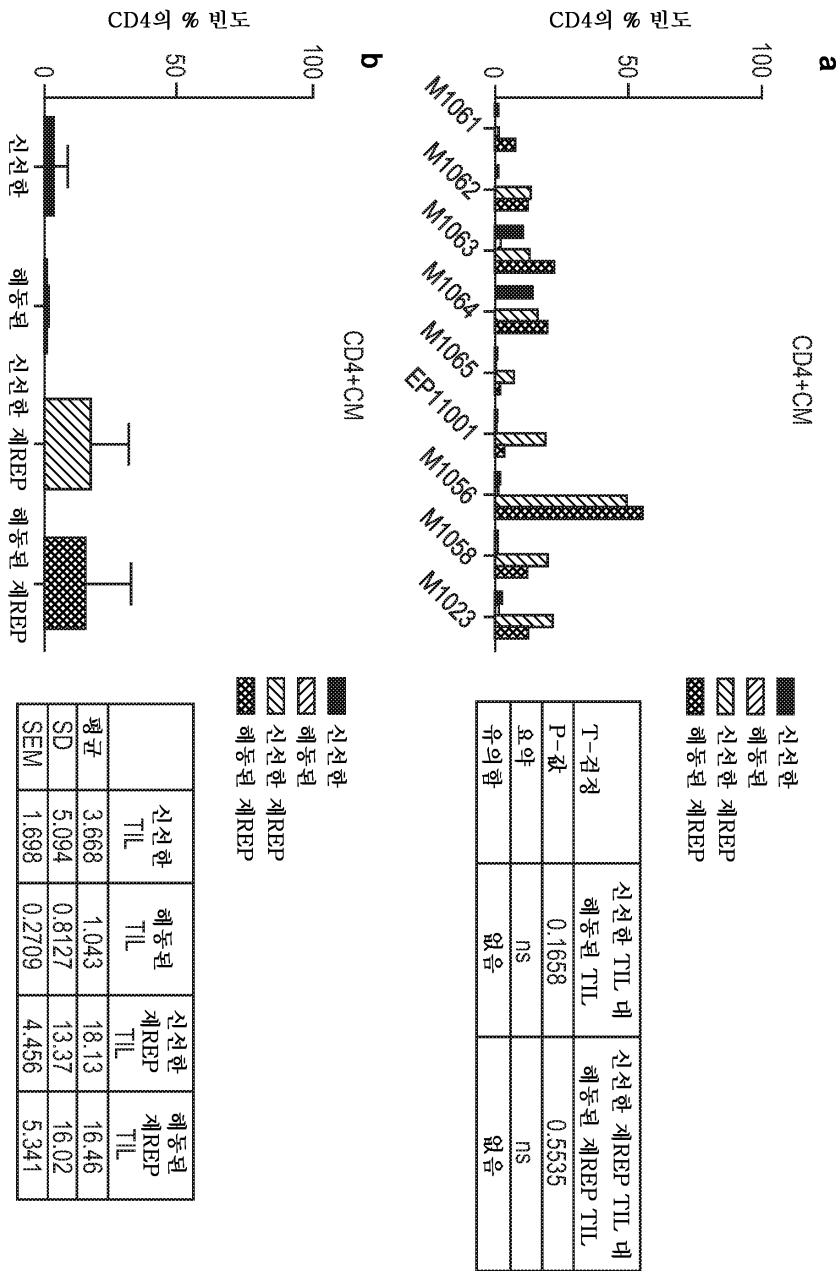 a
CD4+CM
CD4의 % 빈도
100
50
0
M1061
M1062
M1063
M1064
M1065
EP11001
M1056
M1058
M1023
신선한
해동된
신선한 재REP
해동된 재REP
T-검정
신선한 TIL 대
해동된 TIL
신선한 재REP TIL 대
해동된 재REP TIL
P-값
0.1658
0.5535
요약
ns
ns
유의함
없음
없음
b
CD4+CM
CD4의 % 빈도
100
50
0
신선한
해동된
신선한 재REP
해동된 재REP
신선한
해동된
신선한 재REP
해동된 재REP
신선한
TIL
해동된
TIL
신선한
재REP
TIL
해동된
재REP
TIL
평균
3.668
1.043
18.13
16.46
SD
5.094
0.8127
13.37
16.02
SEM
1.698
0.2709
4.456
5.341